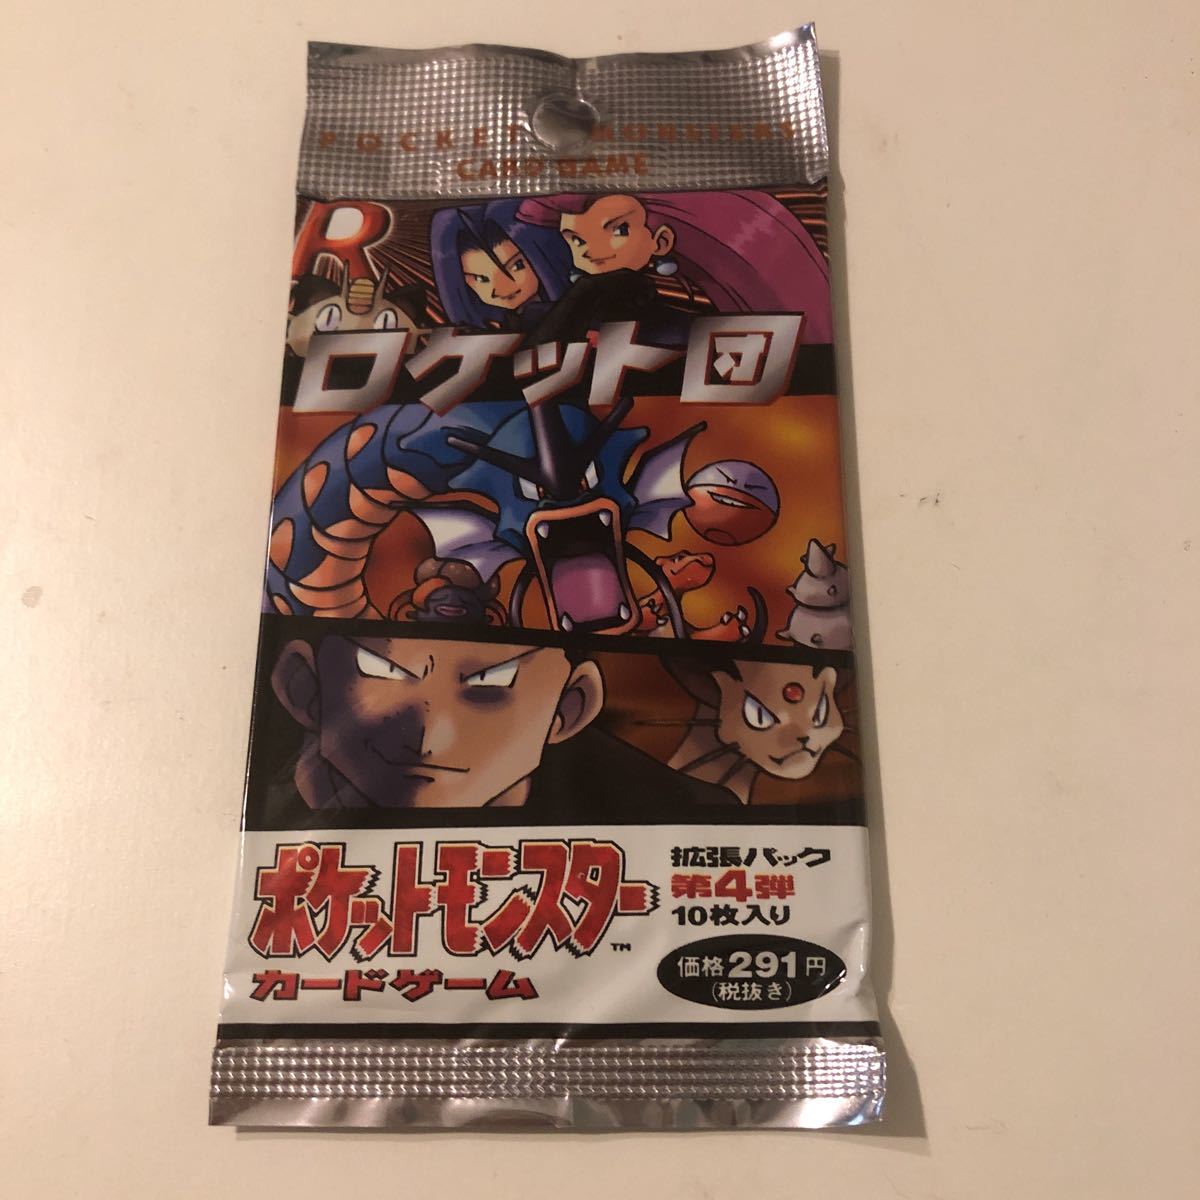 POCKET MONSTERS
CARD GAME
R
ロケット団
ポケットモンスター™
カードゲーム
拡張パック
第4弾
10枚入り
価格291円
(税抜き)